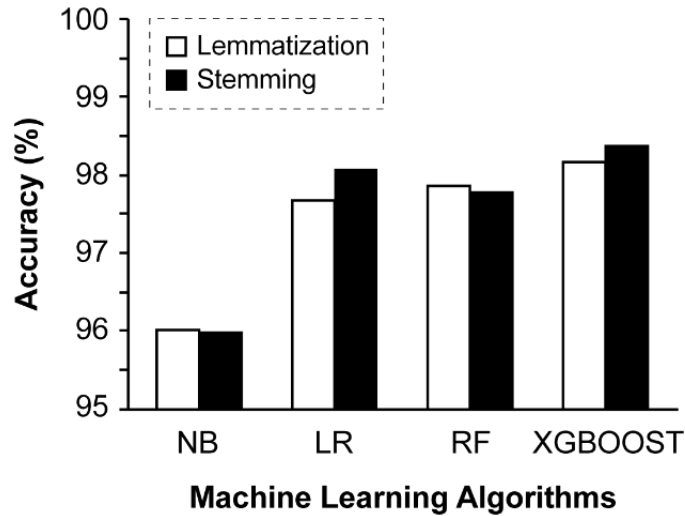 Lemmatization
Stemming
Accuracy (%)
100
99
98
97
96
95
NB LR RF XGBOOST
Machine Learning Algorithms